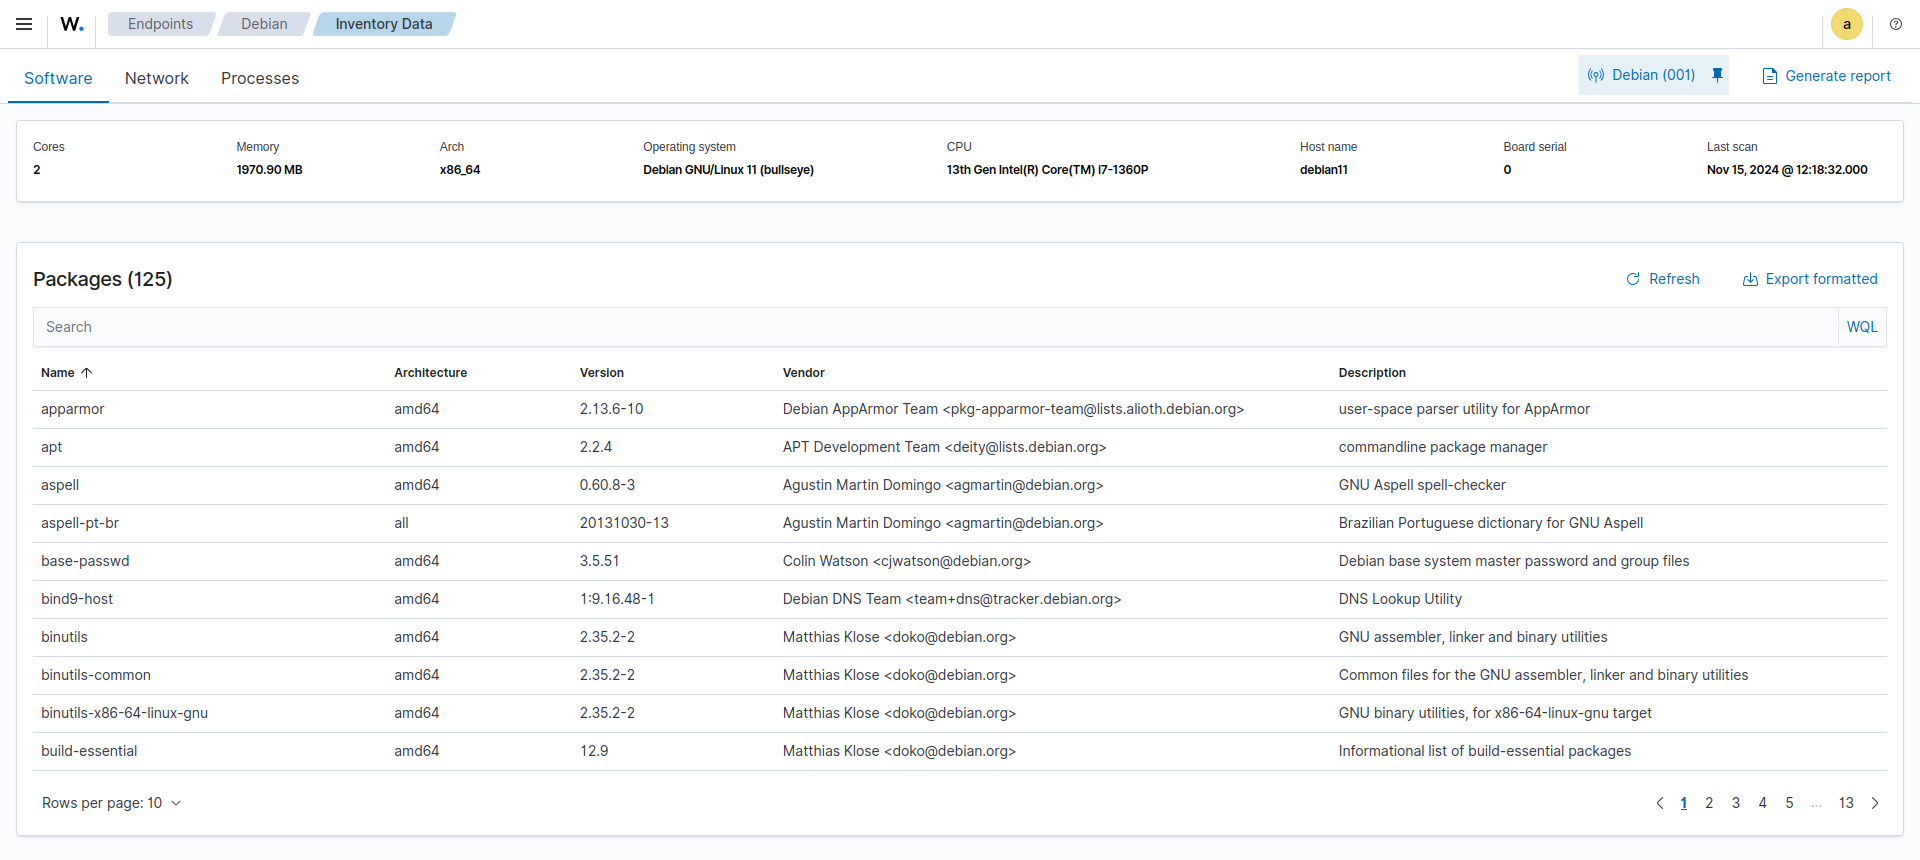 W. Endpoints Debian Inventory Data a
Software Network Processes Debian (001) Generate report
Cores Memory Arch Operating system CPU Host name Board serial Last scan
2 1970.90 MB x86_64 Debian GNU/Linux 11 (bullseye) 13th Gen Intel(R) Core(TM) i7-1360P debian11 0 Nov 15, 2024 @ 12:18:32.000
Packages (125) Refresh Export formatted
Search WQL
Name Architecture Version Vendor Description
apparmor amd64 2.13.6-10 Debian AppArmor Team <pkg-apparmor-team@lists.alioth.debian.org> user-space parser utility for AppArmor
apt amd64 2.2.4 APT Development Team <deity@lists.debian.org> commandline package manager
aspell amd64 0.60.8-3 Agustin Martin Domingo <agmartin@debian.org> GNU Aspell spell-checker
aspell-pt-br all 20131030-13 Agustin Martin Domingo <agmartin@debian.org> Brazilian Portuguese dictionary for GNU Aspell
base-passwd amd64 3.5.51 Colin Watson <cjwatson@debian.org> Debian base system master password and group files
bind9-host amd64 1:9.16.48-1 Debian DNS Team <team+dns@tracker.debian.org> DNS Lookup Utility
binutils amd64 2.35.2-2 Matthias Klose <doko@debian.org> GNU assembler, linker and binary utilities
binutils-common amd64 2.35.2-2 Matthias Klose <doko@debian.org> Common files for the GNU assembler, linker and binary utilities
binutils-x86-64-linux-gnu amd64 2.35.2-2 Matthias Klose <doko@debian.org> GNU binary utilities, for x86-64-linux-gnu target
build-essential amd64 12.9 Matthias Klose <doko@debian.org> Informational list of build-essential packages
Rows per page: 10 1 2 3 4 5 ... 13